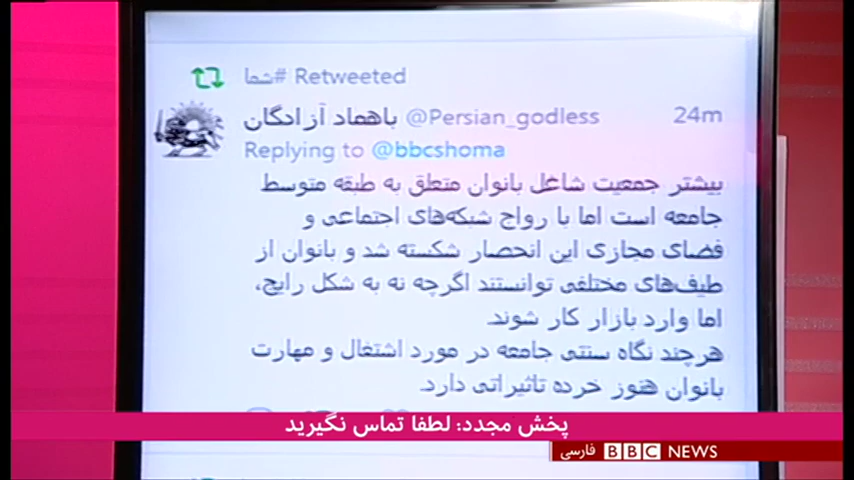 #شما Retweeted
باهماد آزادگان @Persian_godless 24m
Replying to @bbcshoma
بیشتر جمعیت شاغل بانوان متعلق به طبقه متوسط
جامعه است اما با رواج شبکه‌های اجتماعی و
فضای مجازی این انحصار شکسته شد و بانوان از
طیف‌های مختلفی توانستند اگرچه نه به شکل رایج،
اما وارد بازار کار شوند.
هرچند نگاه سنتی جامعه در مورد اشتغال و مهارت
بانوان هنوز خرده تاثیراتی دارد.
پخش مجدد: لطفا تماس نگیرید
فارسی BBC NEWS